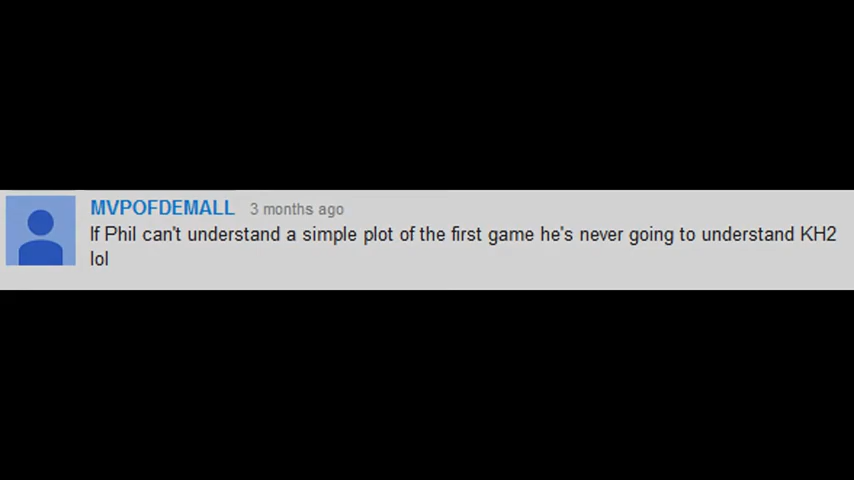 MVPOFDEMALL 3 months ago
If Phil can't understand a simple plot of the first game he's never going to understand KH2
lol